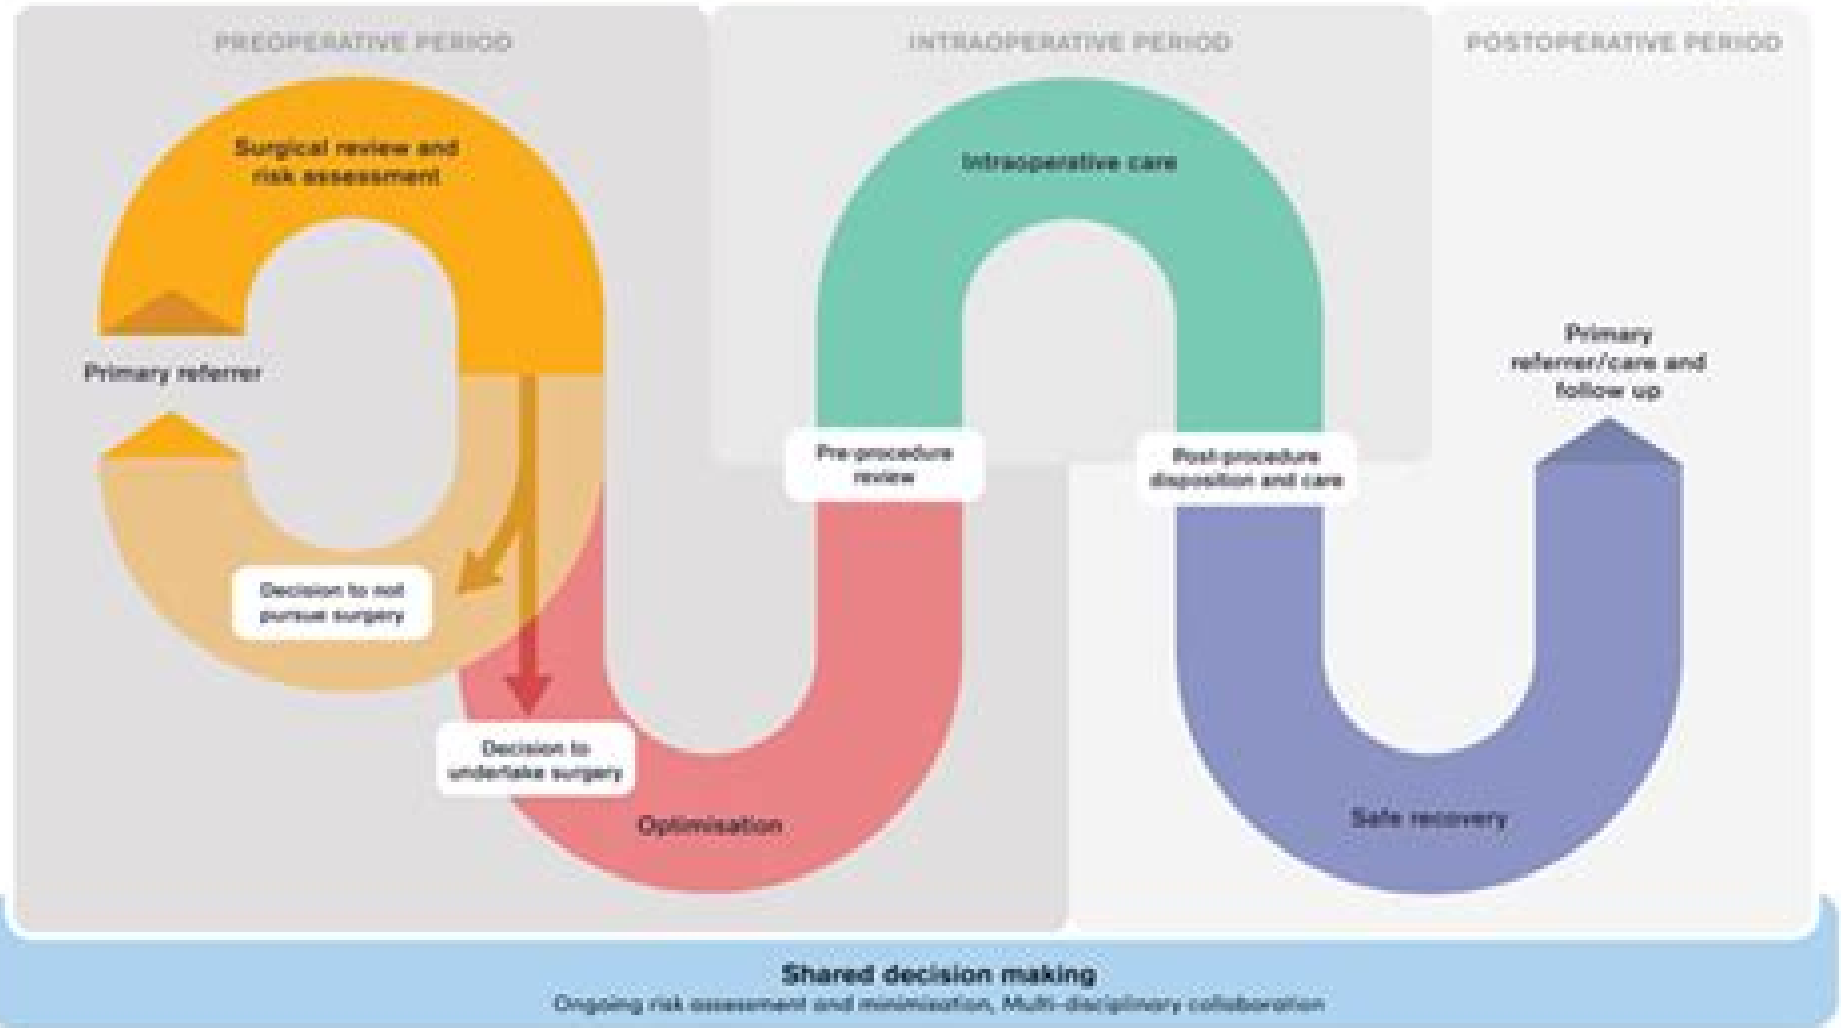 PREOPERATIVE PERIOD
INTRAOPERATIVE PERIOD
POSTOPERATIVE PERIOD
Surgical review and
risk assessment
Primary referrer
Decision to not
pursue surgery
Decision to
undertake surgery
Optimisation
Pre-procedure
review
Intraoperative care
Post-procedure
disposition and care
Safe recovery
Primary
referrer/care and
follow up
Shared decision making
Ongoing risk assessment and minimisation, Multi-disciplinary collaboration